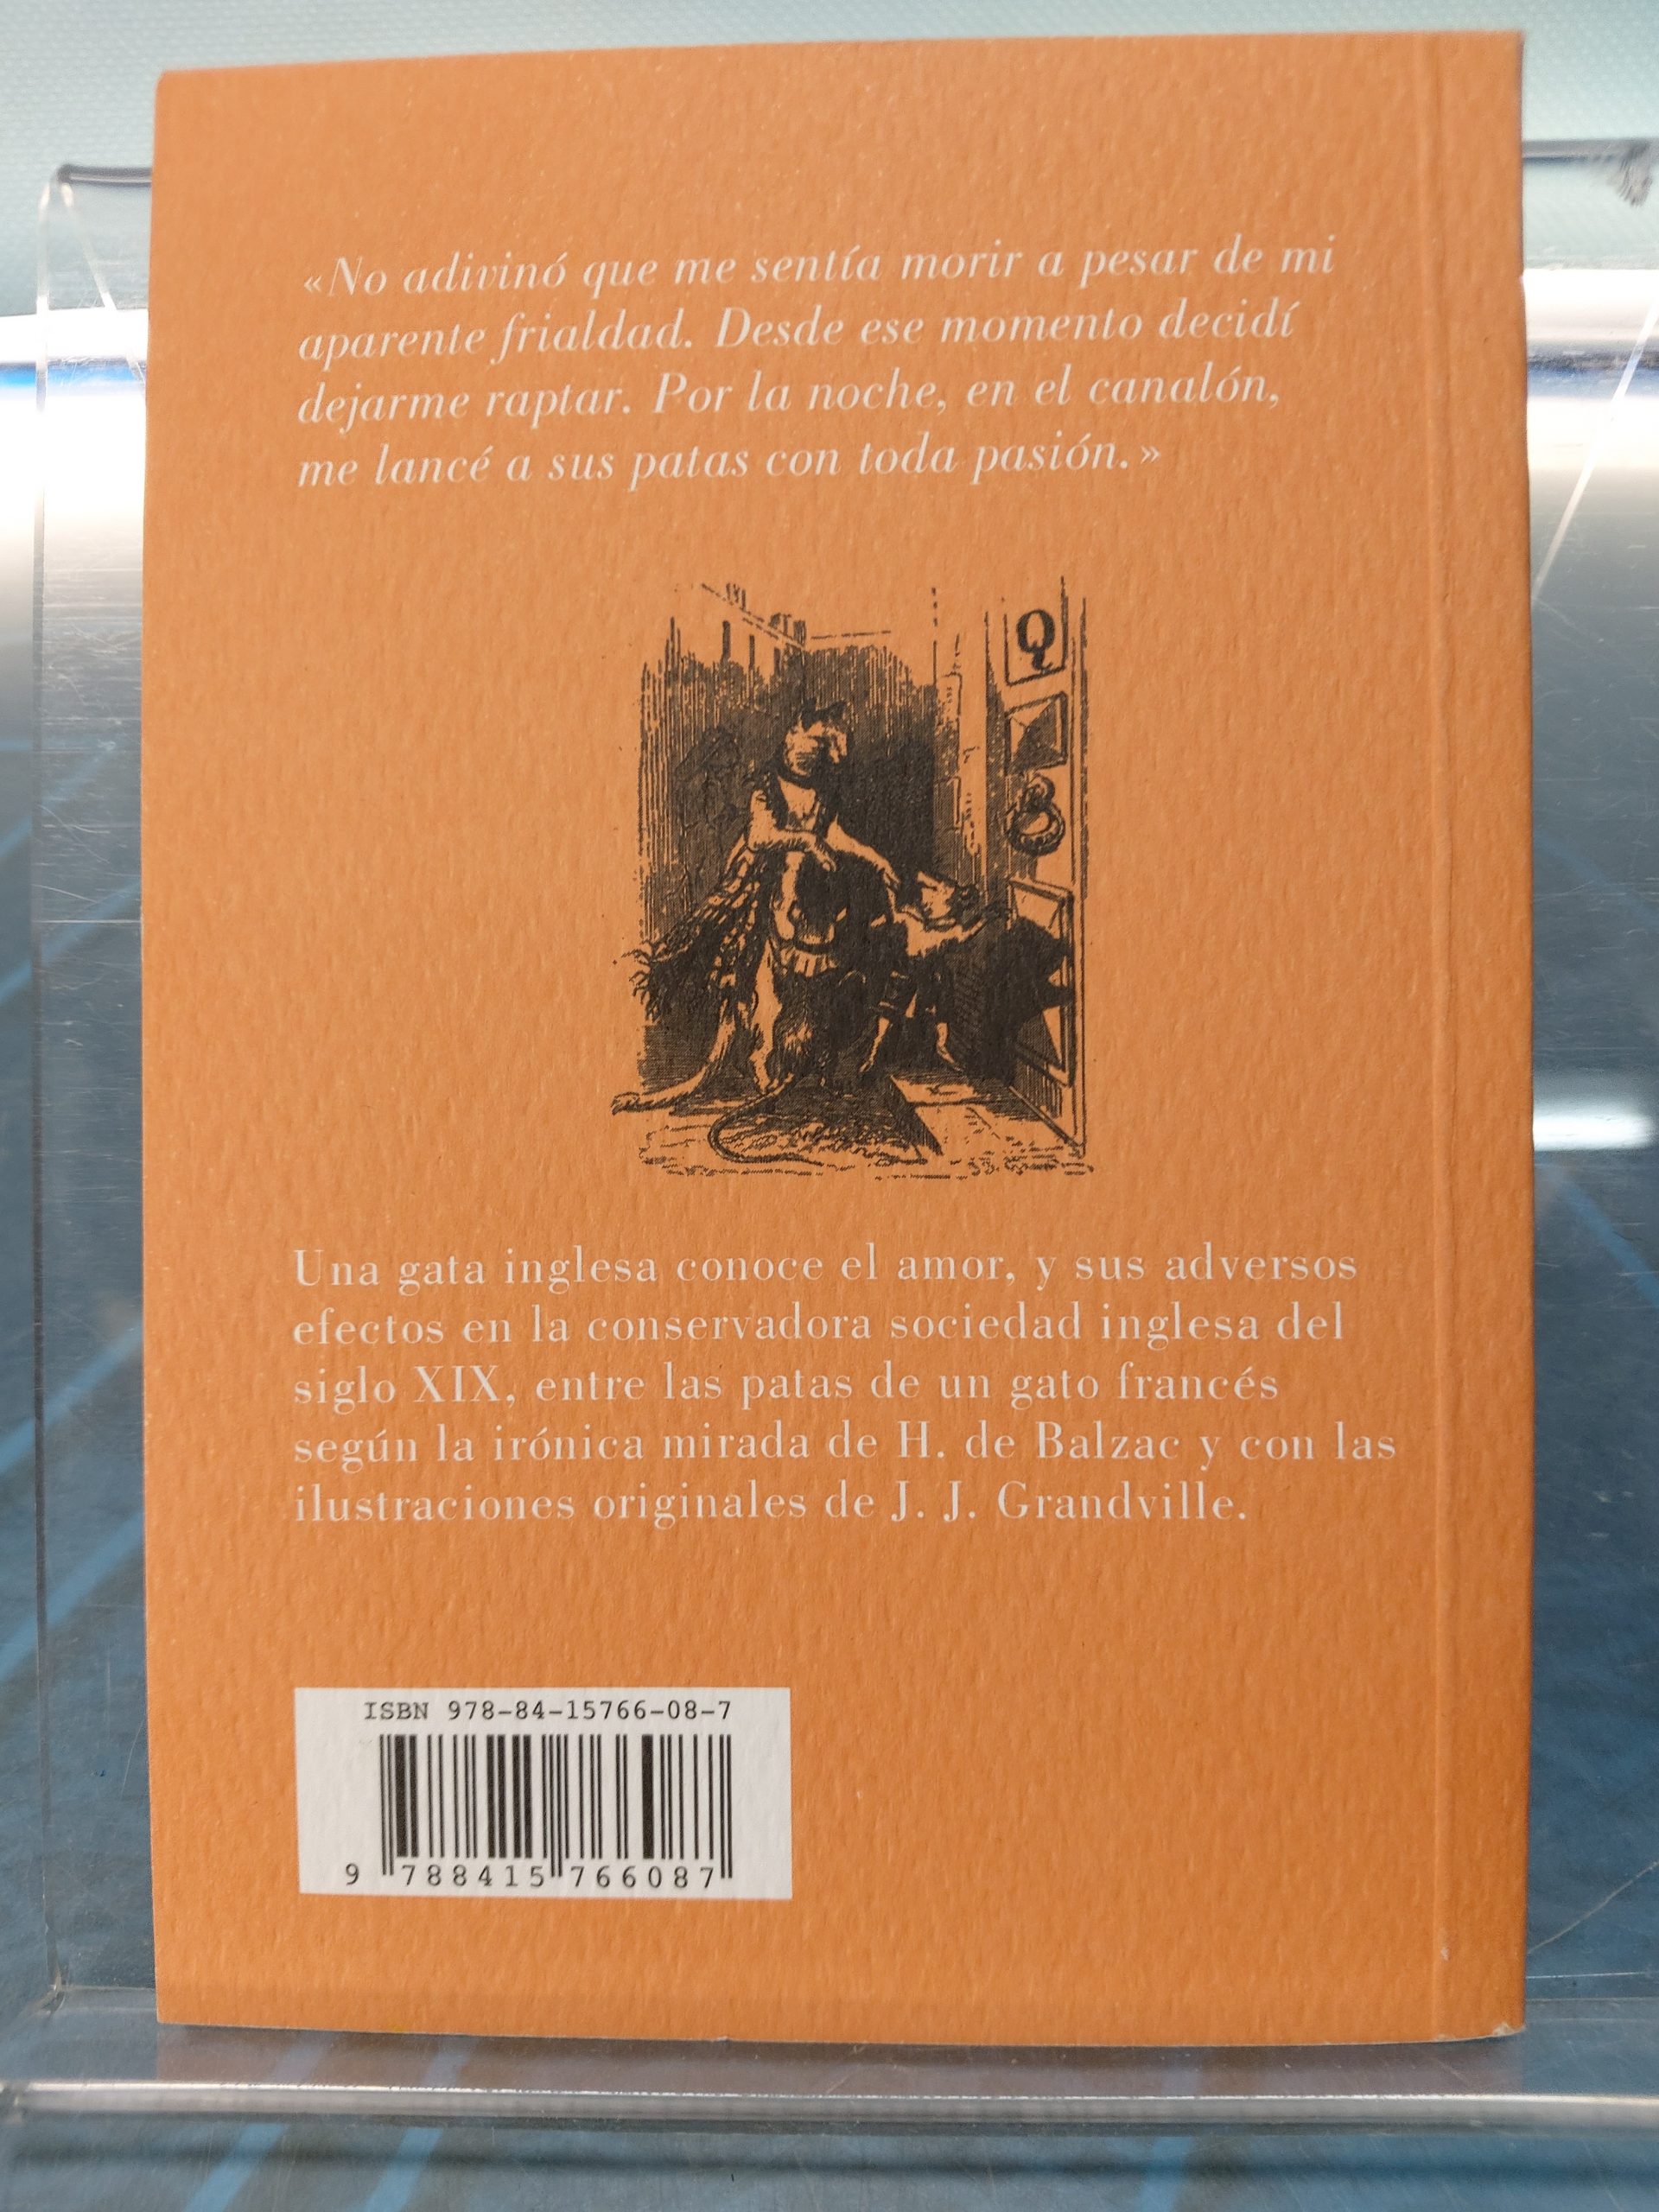 «No adivinó que me sentía morir a pesar de mi
aparente frialdad. Desde ese momento decidí
dejarme raptar. Por la noche, en el canalón,
me lancé a sus patas con toda pasión.»
Q
Una gata inglesa conoce el amor, y sus adversos
efectos en la conservadora sociedad inglesa del
siglo XIX, entre las patas de un gato francés
según la irónica mirada de H. de Balzac y con las
ilustraciones originales de J. J. Grandville.
ISBN 978-84-15766-08-7
9 788415 766087